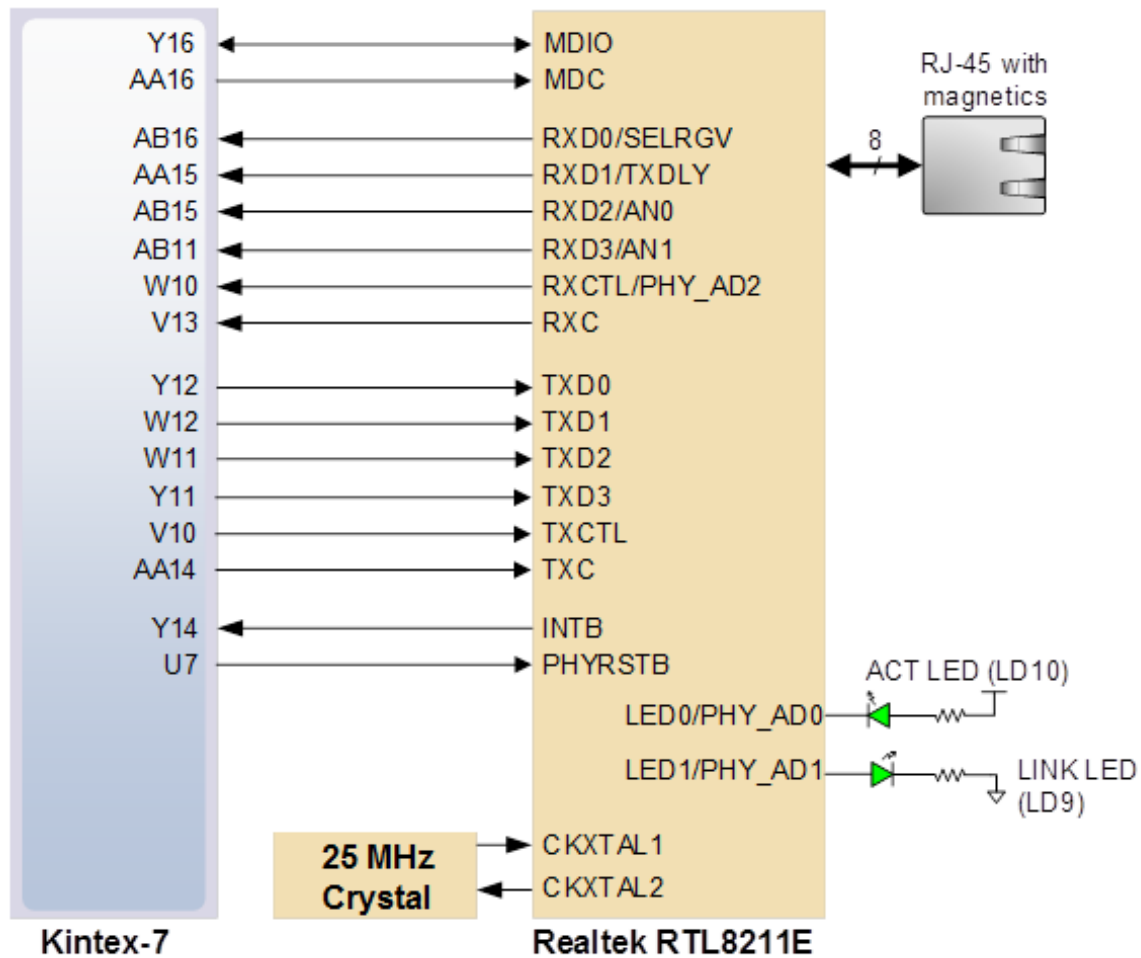 Y16 MDIO
AA16 MDC
RJ-45 with
magnetics
8
AB16 RXD0/SELRGV
AA15 RXD1/TXDLY
AB15 RXD2/AN0
AB11 RXD3/AN1
W10 RXCTL/PHY_AD2
V13 RXC
Y12 TXD0
W12 TXD1
W11 TXD2
Y11 TXD3
V10 TXCTL
AA14 TXC
Y14 INTB
U7 PHYRSTB
ACT LED (LD10)
LED0/PHY_AD0
LED1/PHY_AD1
LINK LED
(LD9)
25 MHz
Crystal
CKXTAL1
CKXTAL2
Kintex-7
Realtek RTL8211E